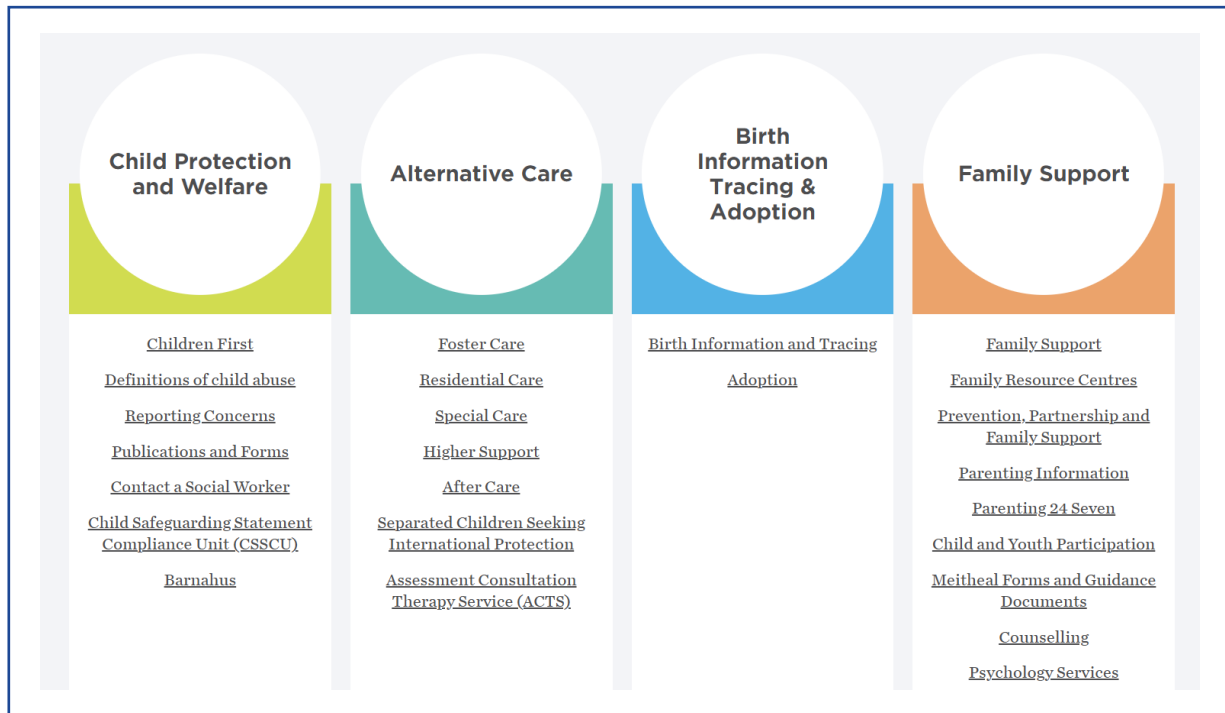 Child Protection
and Welfare
Children First
Definitions of child abuse
Reporting Concerns
Publications and Forms
Contact a Social Worker
Child Safeguarding Statement
Compliance Unit (CSSCU)
Barnahus
Alternative Care
Foster Care
Residential Care
Special Care
Higher Support
After Care
Separated Children Seeking
International Protection
Assessment Consultation
Therapy Service (ACTS)
Birth
Information
Tracing &
Adoption
Birth Information and Tracing
Adoption
Family Support
Family Support
Family Resource Centres
Prevention, Partnership and
Family Support
Parenting Information
Parenting 24 Seven
Child and Youth Participation
Meitheal Forms and Guidance
Documents
Counselling
Psychology Services